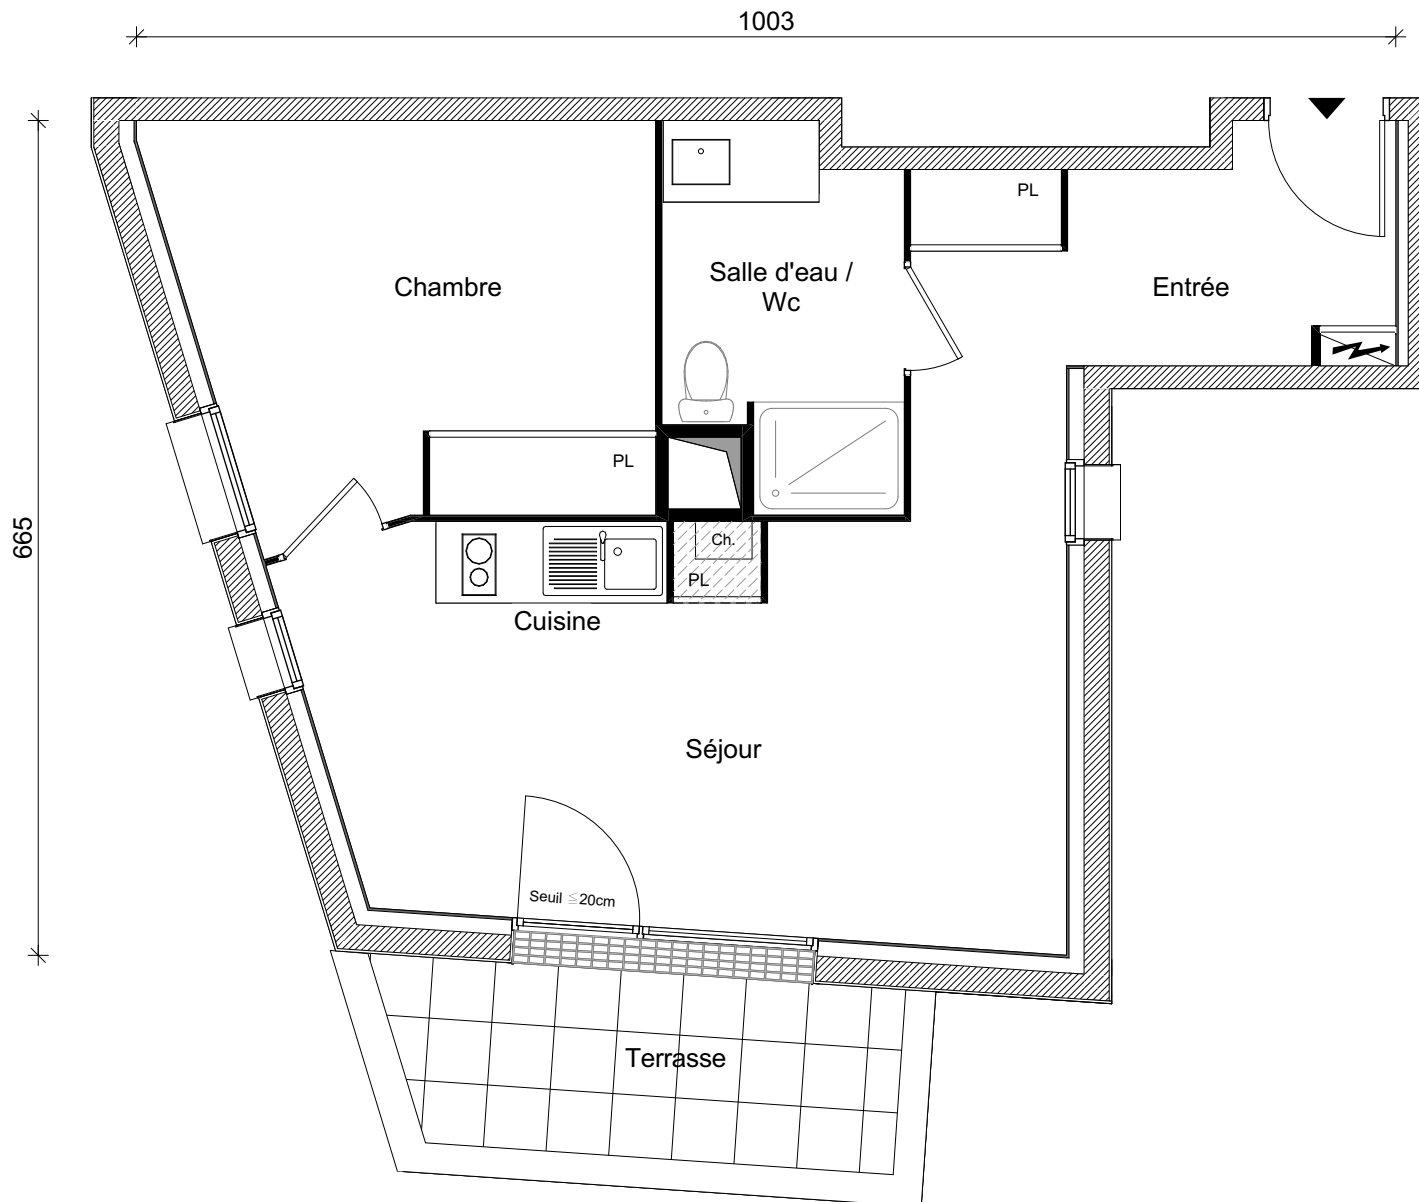 1003
PL
Salle d'eau /
Wc
Chambre
Entrée
PL
665
Ch.
PL
Cuisine
Séjour
Seuil ≦20cm
Terrasse